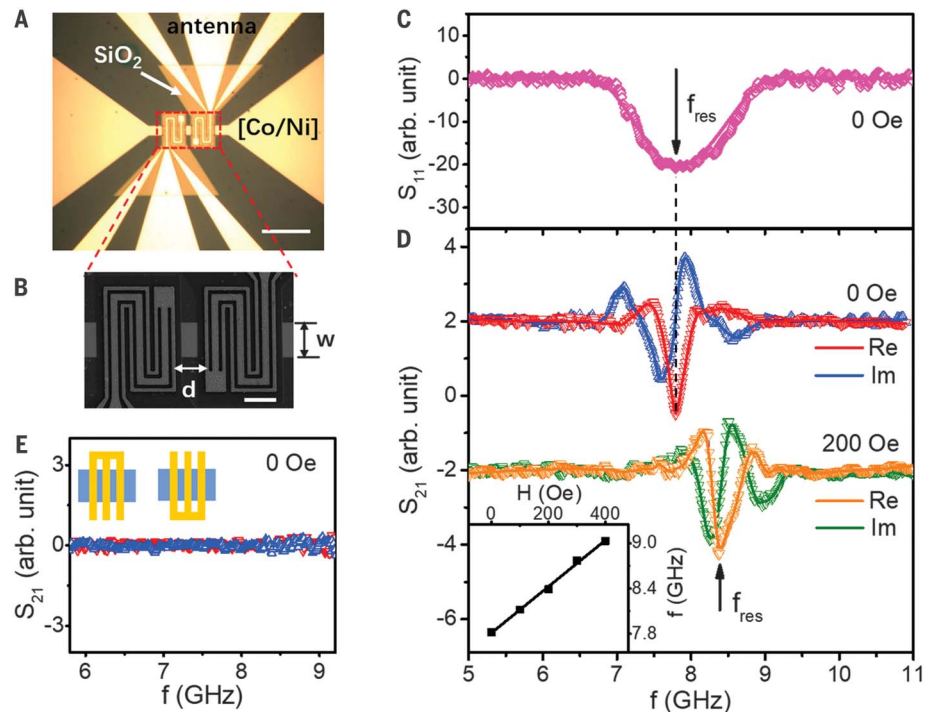 A
antenna
SiO2
[Co/Ni]
B
d
w
E
0 Oe
S21 (arb. unit)
3
0
-3
6
7
8
9
f (GHz)
C
S11 (arb. unit)
10
0
-10
-20
-30
fres
0 Oe
D
S21 (arb. unit)
4
2
0
-2
-4
-6
0 Oe
Re
Im
200 Oe
Re
Im
H (Oe)
0
200
400
9.0
8.4
7.8
f (GHz)
fres
5
6
7
8
9
10
11
f (GHz)